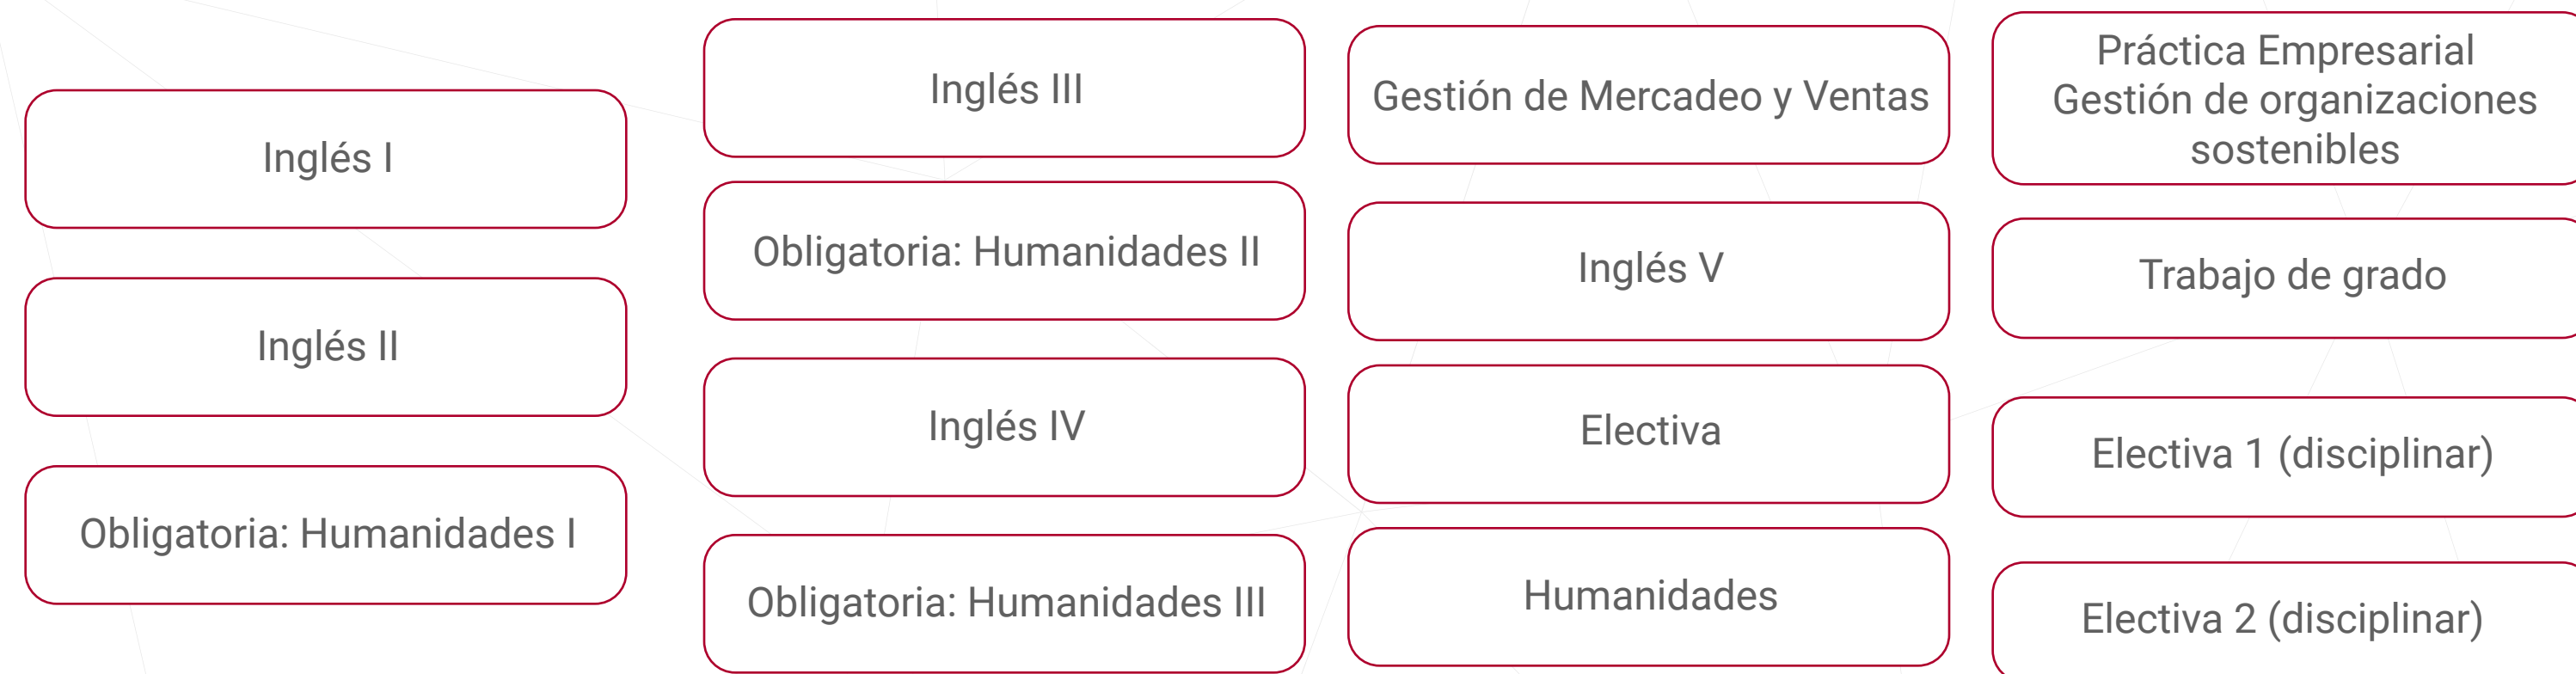 Inglés I
Inglés II
Obligatoria: Humanidades I
Inglés III
Obligatoria: Humanidades II
Inglés IV
Obligatoria: Humanidades III
Gestión de Mercadeo y Ventas
Inglés V
Electiva
Humanidades
Práctica Empresarial
Gestión de organizaciones
sostenibles
Trabajo de grado
Electiva 1 (disciplinar)
Electiva 2 (disciplinar)